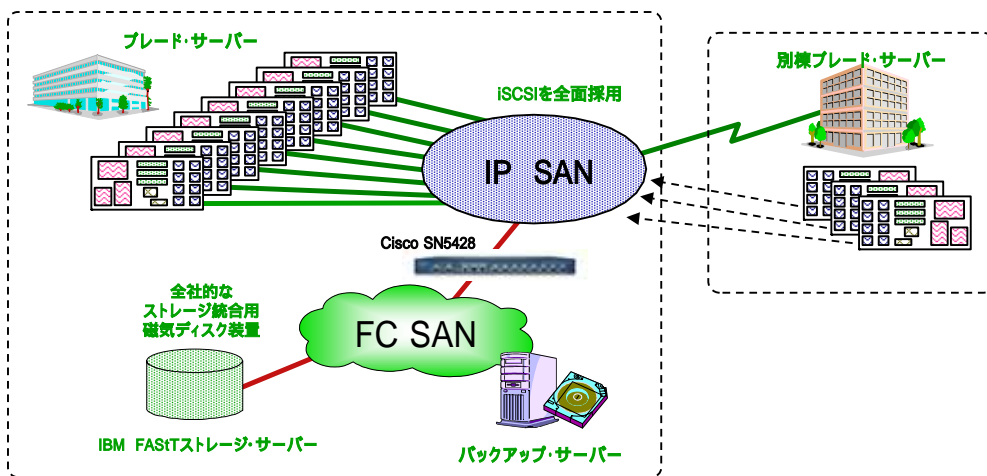 ブレード・サーバー
別棟ブレード・サーバー
iSCSIを全面採用
IP SAN
Cisco SN5428
全社的な
ストレージ統合用
磁気ディスク装置
FC SAN
IBM FAStTストレージ・サーバー
バックアップ・サーバー